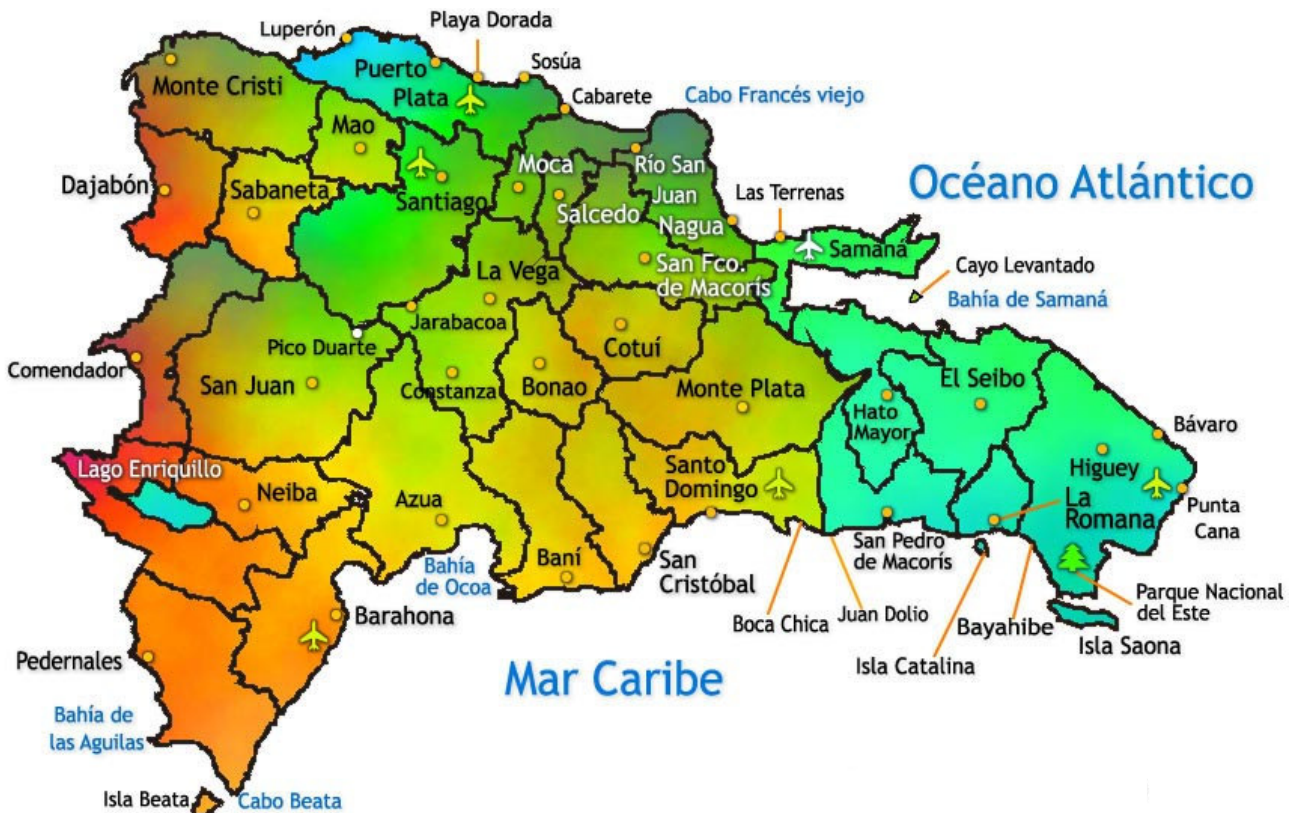 Luperón
Playa Dorada
Puerto
Plata
Sosúa
Cabarete
Cabo Francés viejo
Monte Cristi
Mao
Moca
Río San
Juan
Nagua
Las Terrenas
Océano Atlántico
Dajabón
Sabaneta
Santiago
Salcedo
Samaná
Cayo Levantado
Bahía de Samaná
La Vega
San Fco.
de Macorís
Jarabacoa
Pico Duarte
Cotuí
Comendador
San Juan
Constanza
Bonao
Monte Plata
El Seibo
Hato
Mayor
Bávaro
Higuey
Punta
Cana
Lago Enriquillo
Neiba
Azua
Santo
Domingo
La
Romana
Bahía
de Ocoa
Baní
San
Cristóbal
San Pedro
de Macorís
Boca Chica
Juan Dolio
Bayahibe
Parque Nacional
del Este
Isla Saona
Isla Catalina
Barahona
Pedernales
Mar Caribe
Bahía de
las Aguilas
Isla Beata
Cabo Beata